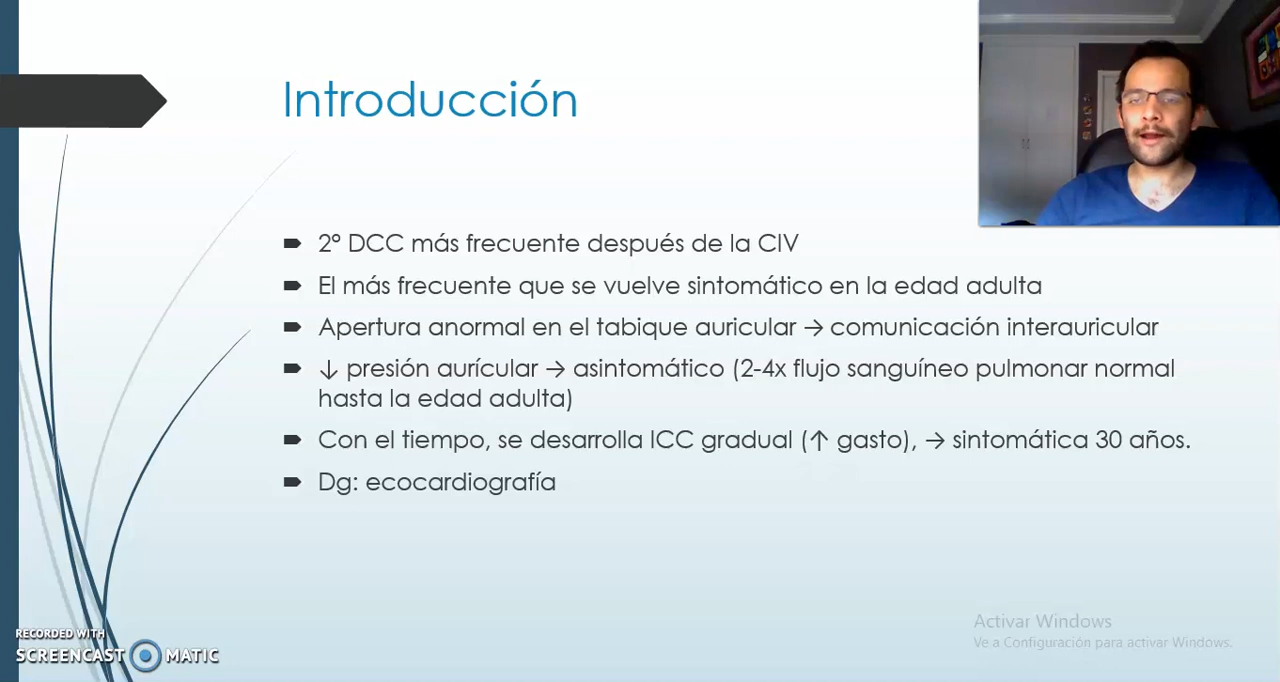 Introducción
2° DCC más frecuente después de la CIV
El más frecuente que se vuelve sintomático en la edad adulta
Apertura anormal en el tabique auricular → comunicación interauricular
↓ presión aurícular → asintomático (2-4x flujo sanguíneo pulmonar normal
hasta la edad adulta)
Con el tiempo, se desarrolla ICC gradual (↑ gasto), → sintomática 30 años.
Dg: ecocardiografía
Activar Windows
Ve a Configuración para activar Windows.
RECORDED WITH
SCREENCAST MATIC